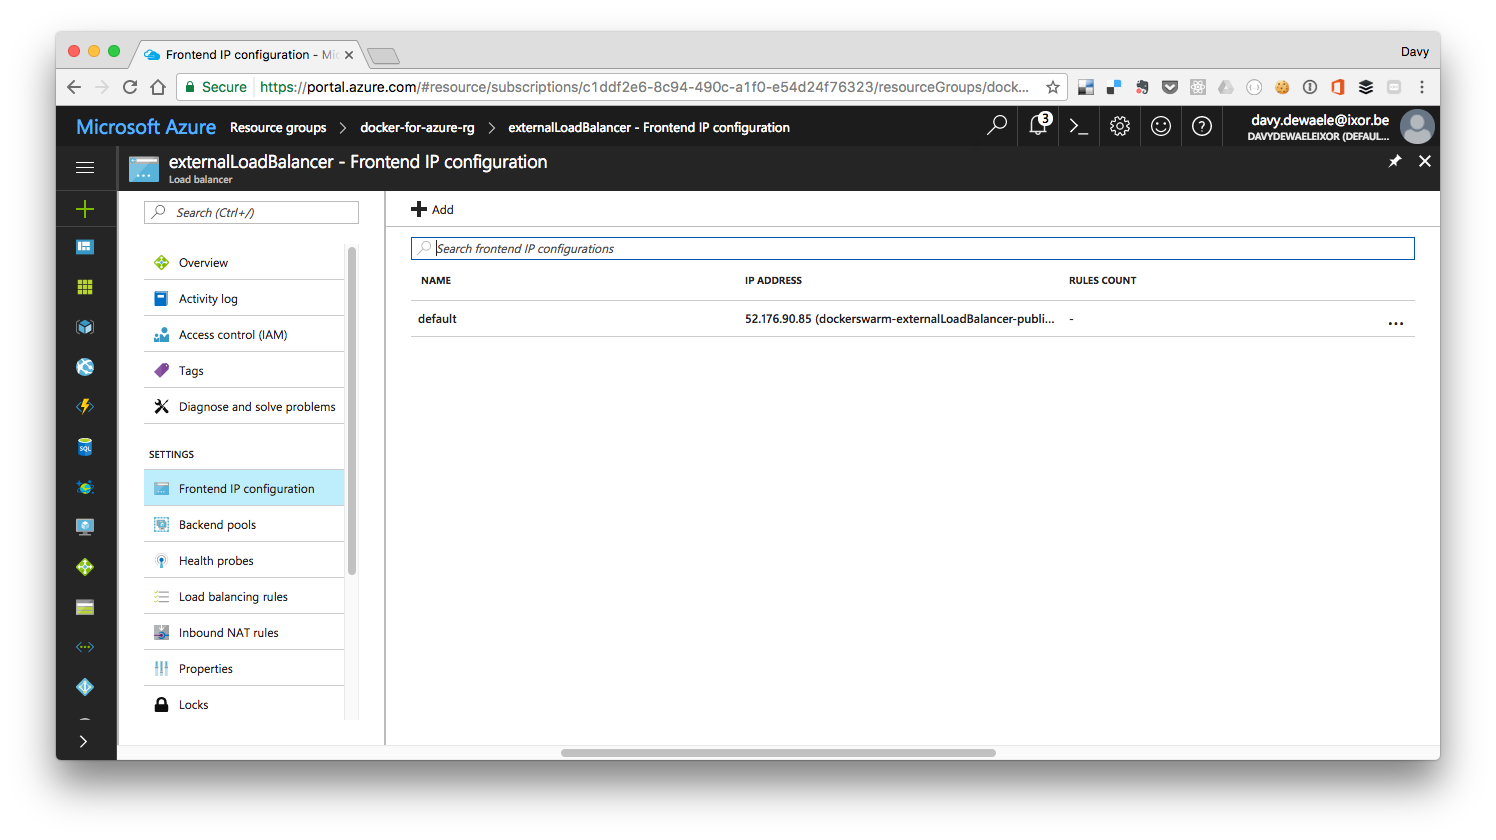 Frontend IP configuration - Mic
Davy
Secure https://portal.azure.com/#resource/subscriptions/c1ddf2e6-8c94-490c-a1f0-e54d24f76323/resourceGroups/dock...
Microsoft Azure Resource groups > docker-for-azure-rg > externalLoadBalancer - Frontend IP configuration
3
davy.dewaele@ixor.be
DAVYDEWAELEIXOR (DEFAUL...
externalLoadBalancer - Frontend IP configuration
Load balancer
Search (Ctrl+/)
Overview
Activity log
Access control (IAM)
Tags
Diagnose and solve problems
SETTINGS
Frontend IP configuration
Backend pools
Health probes
Load balancing rules
Inbound NAT rules
Properties
Locks
Add
Search frontend IP configurations
NAME IP ADDRESS RULES COUNT
default 52.176.90.85 (dockerswarm-externalLoadBalancer-publi... - ...
SQL